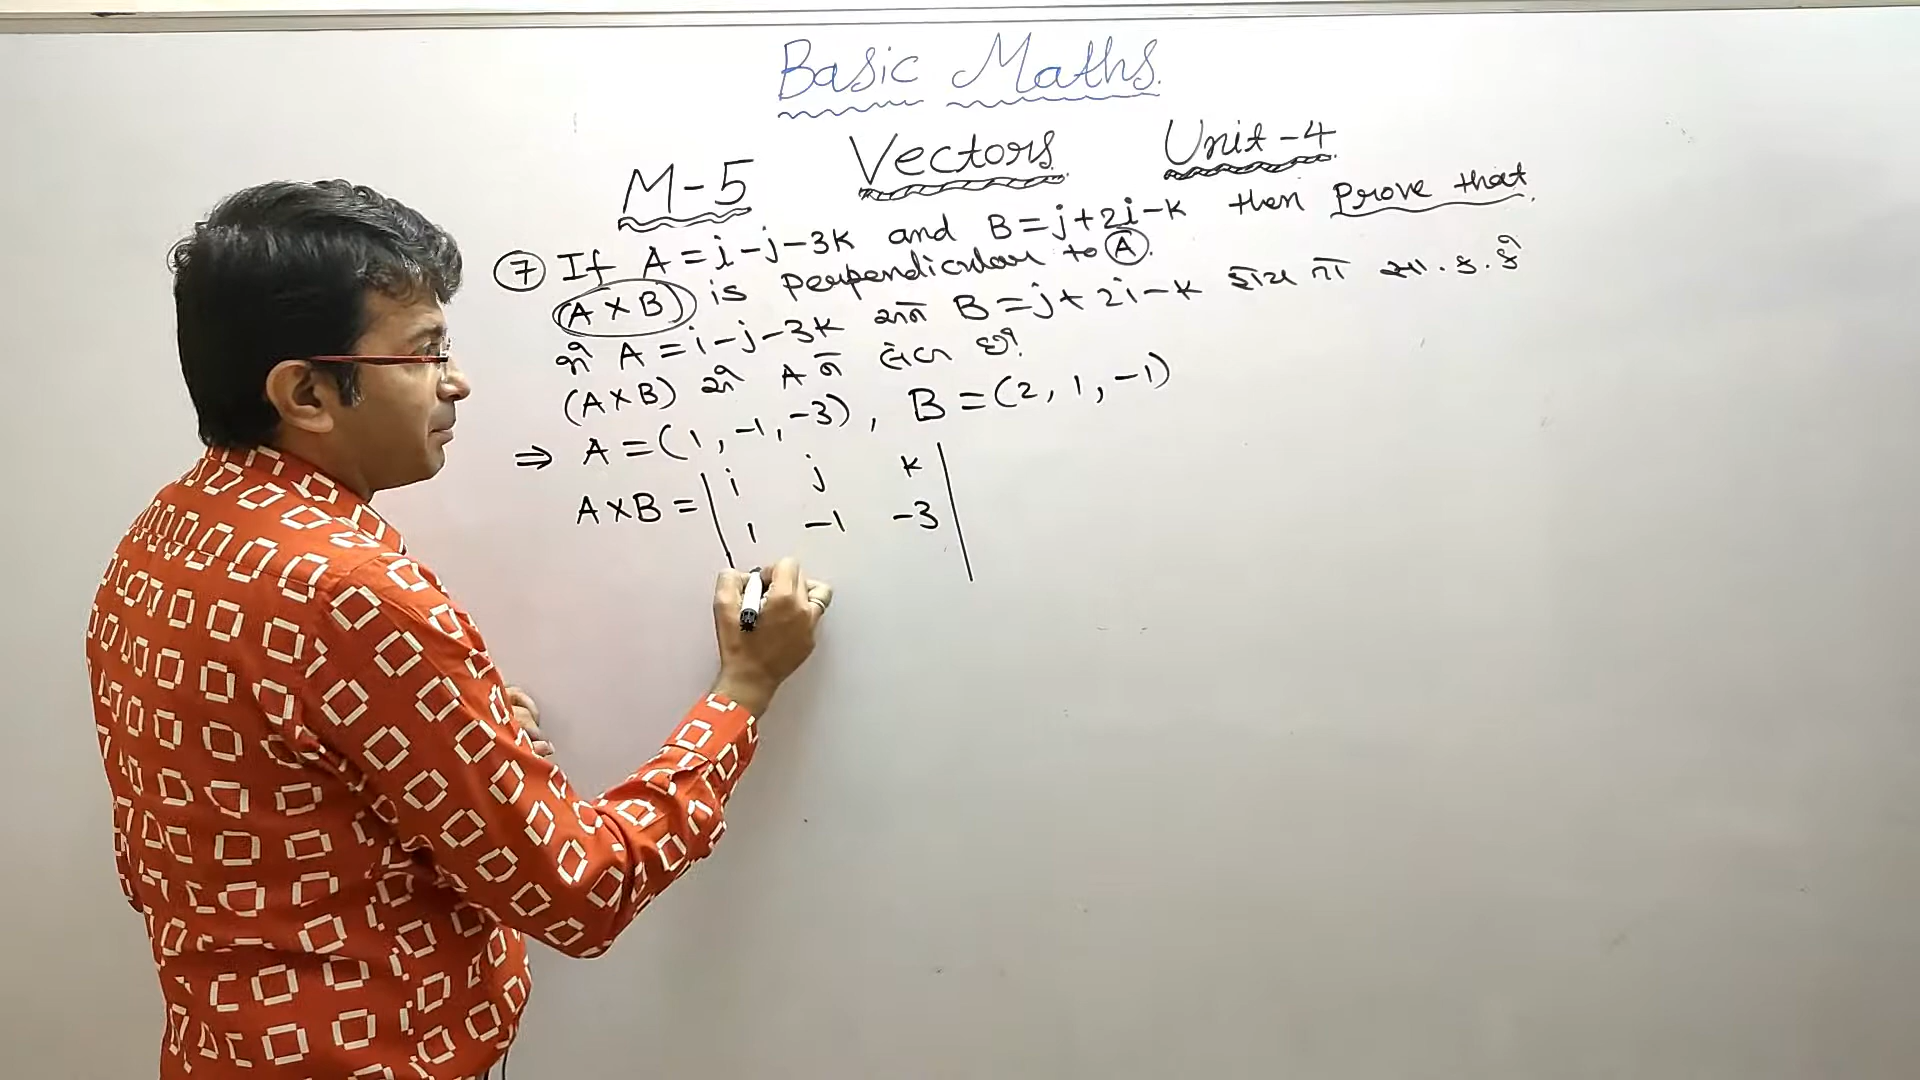 Basic Maths.
M-5 Vectors Unit-4
⑦ If A = i - j - 3k and B = j + 2i - k then prove that
(A × B) is perpendicular to A.
જો A = i - j - 3k અને B = j + 2i - k હોય તો સા. ક. કે
(A × B) એ A ને લંબ છે.
⇒ A = (1, -1, -3), B = (2, 1, -1)
A × B = | i j k |
1 -1 -3